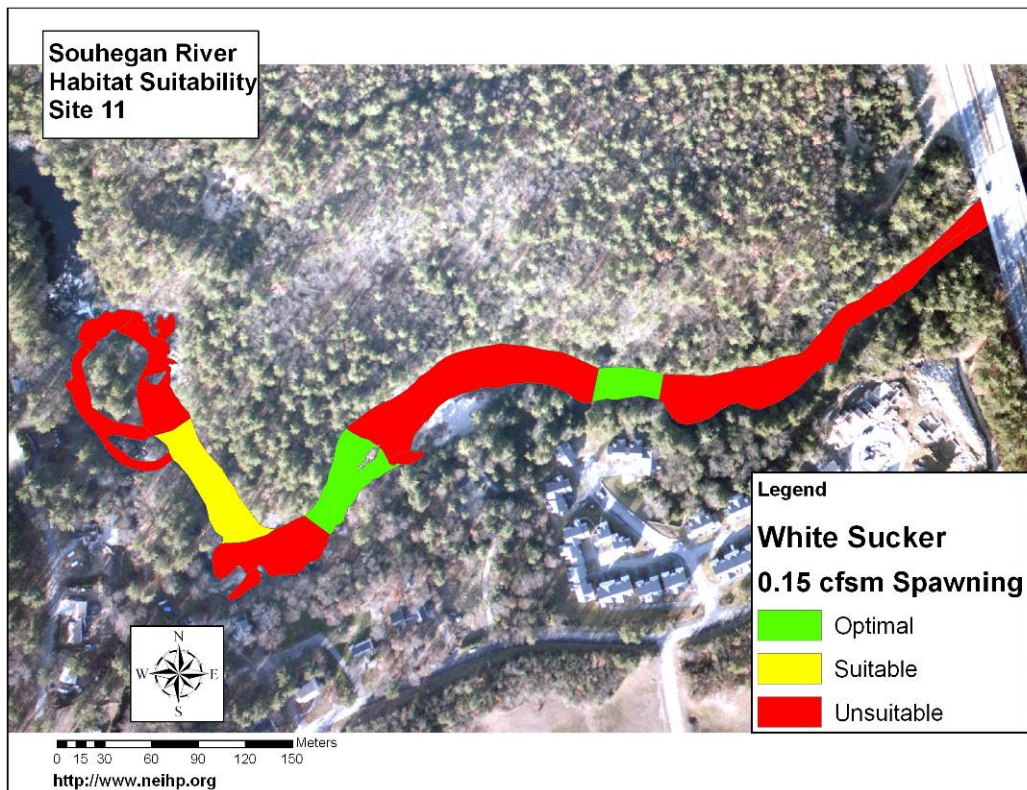 Souhegan River
Habitat Suitability
Site 11
Legend
White Sucker
0.15 cfsm Spawning
Optimal
Suitable
Unsuitable
N
W E
S
Meters
0 15 30 60 90 120 150
http://www.neihp.org